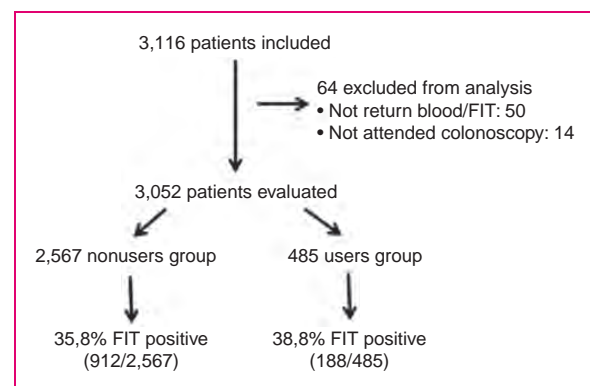 3,116 patients included
64 excluded from analysis
• Not return blood/FIT: 50
• Not attended colonoscopy: 14
3,052 patients evaluated
2,567 nonusers group
485 users group
35,8% FIT positive
(912/2,567)
38,8% FIT positive
(188/485)